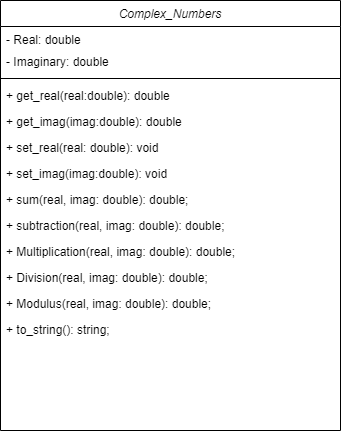 Complex_Numbers
- Real: double
- Imaginary: double
+ get_real(real:double): double
+ get_imag(imag:double): double
+ set_real(real: double): void
+ set_imag(imag:double): void
+ sum(real, imag: double): double;
+ subtraction(real, imag: double): double;
+ Multiplication(real, imag: double): double;
+ Division(real, imag: double): double;
+ Modulus(real, imag: double): double;
+ to_string(): string;